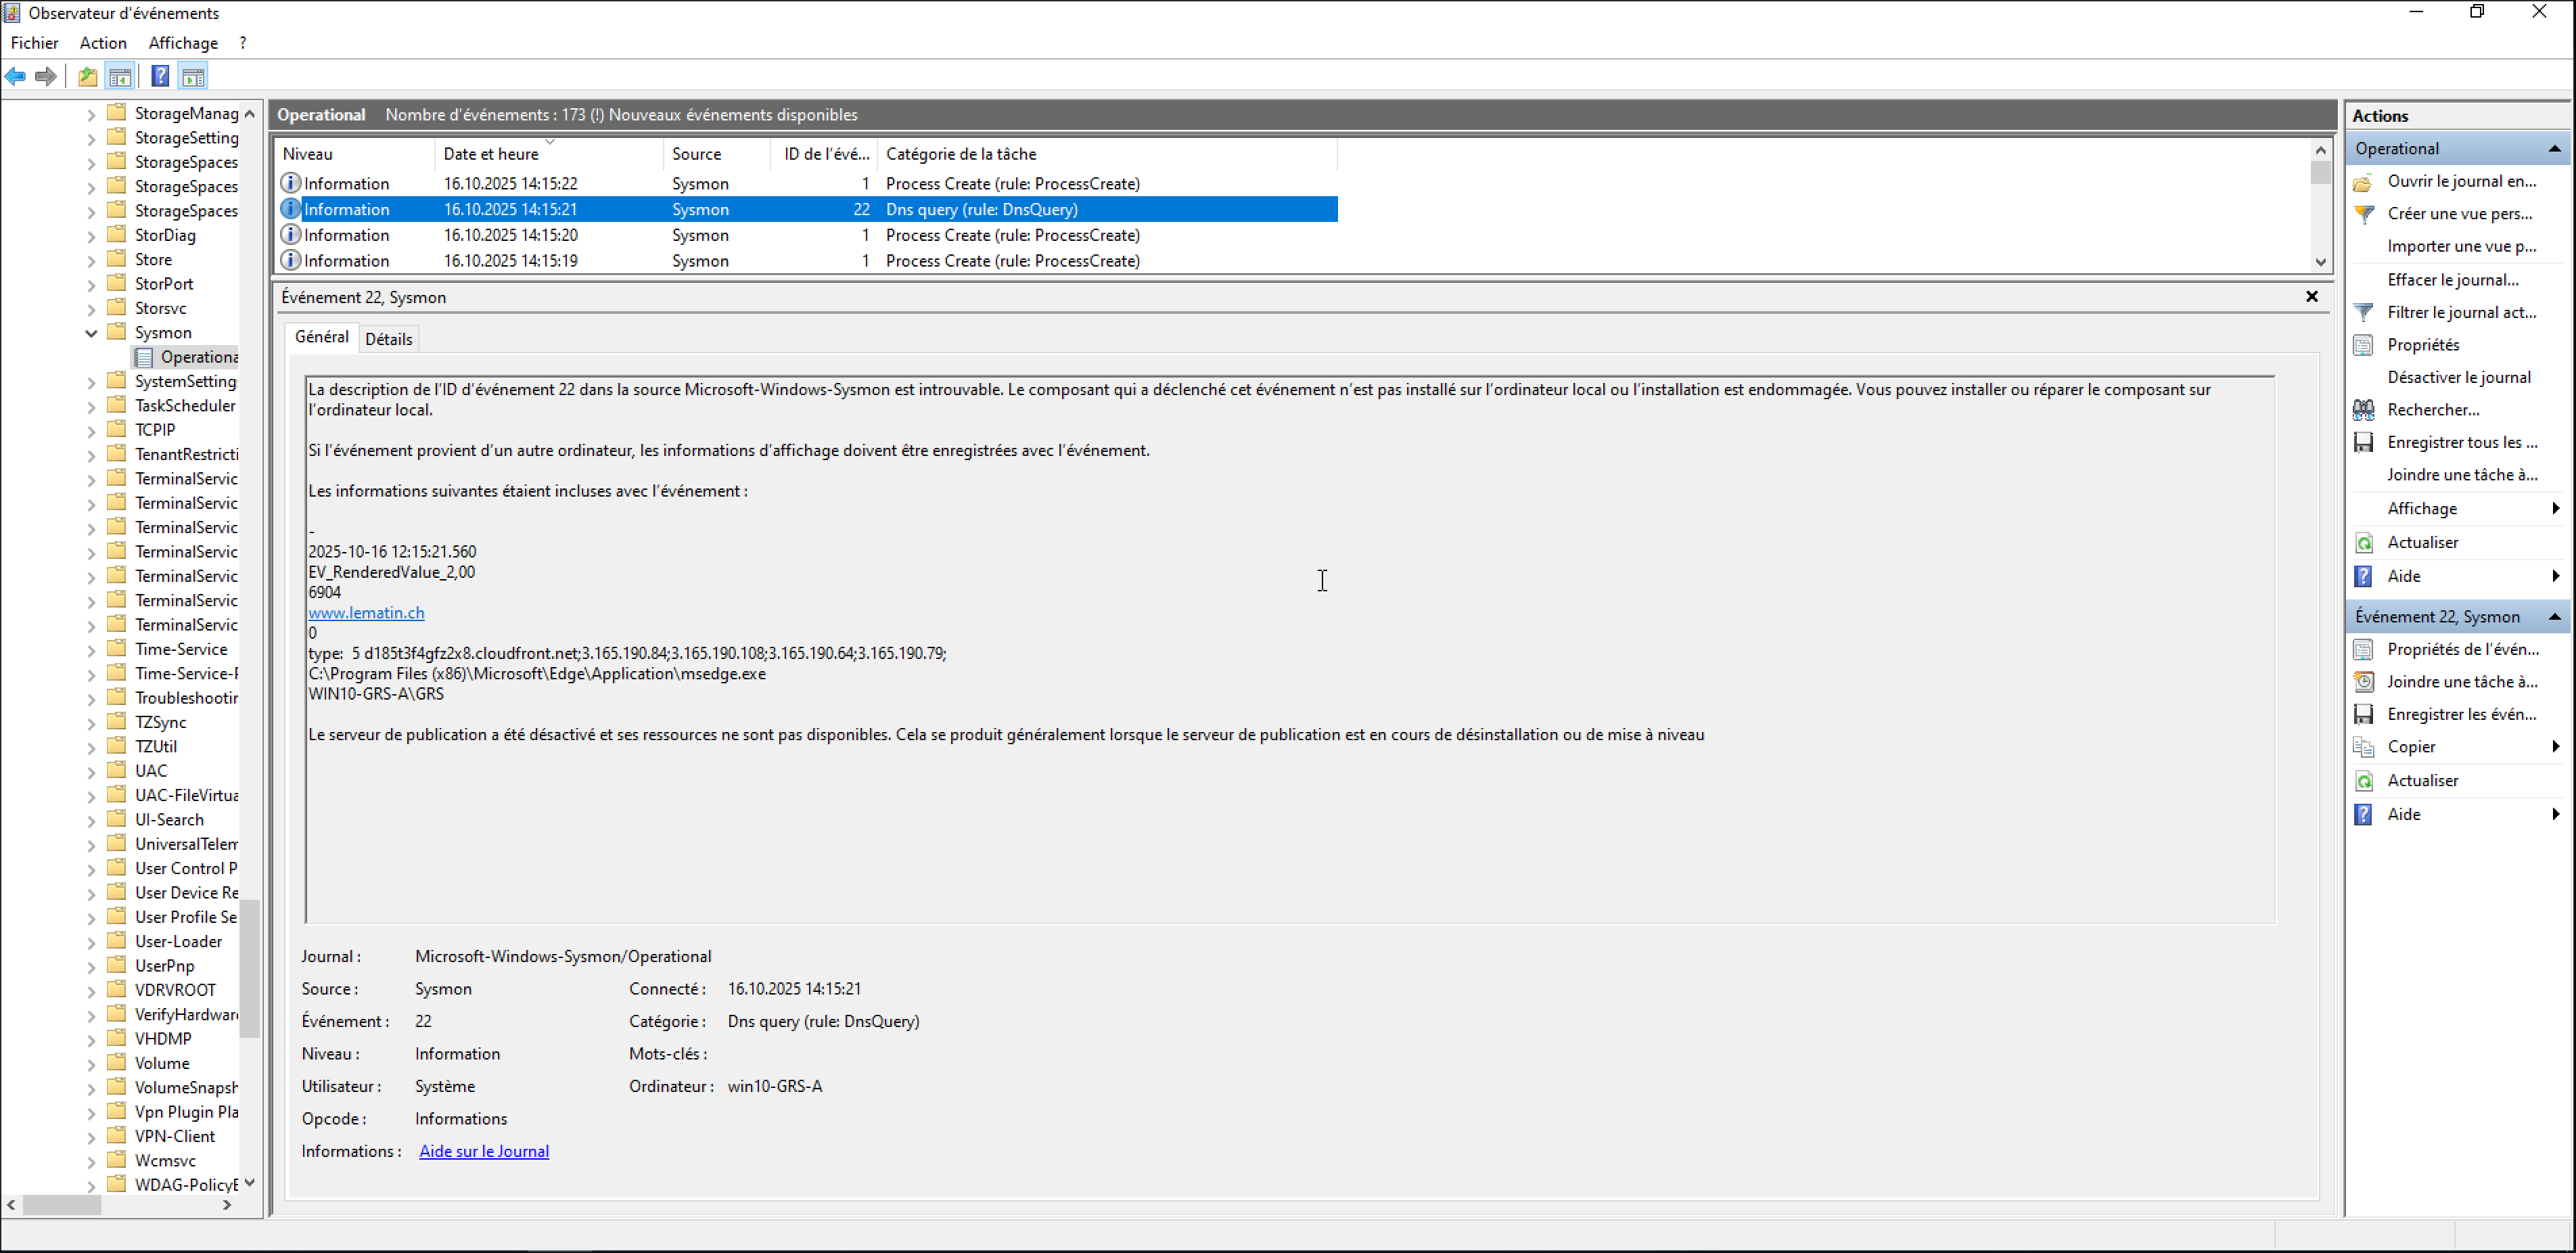 Observateur d'événements
Fichier Action Affichage ?
StorageManag
StorageSetting
StorageSpaces
StorageSpaces
StorageSpaces
StorDiag
Store
StorPort
Storsvc
Sysmon
Operationa
SystemSetting
TaskScheduler
TCPIP
TenantRestricti
TerminalServic
TerminalServic
TerminalServic
TerminalServic
TerminalServic
TerminalServic
TerminalServic
Time-Service
Time-Service-F
Troubleshootir
TZSync
TZUtil
UAC
UAC-FileVirtua
UI-Search
UniversalTelem
User Control P
User Device Re
User Profile Se
User-Loader
UserPnp
VDRVROOT
VerifyHardware
VHDMP
Volume
VolumeSnapsh
Vpn Plugin Pla
VPN-Client
Wcmsvc
WDAG-PolicyE
Operational Nombre d'événements : 173 (!) Nouveaux événements disponibles
Niveau Date et heure Source ID de l'évé... Catégorie de la tâche
Information 16.10.2025 14:15:22 Sysmon 1 Process Create (rule: ProcessCreate)
Information 16.10.2025 14:15:21 Sysmon 22 Dns query (rule: DnsQuery)
Information 16.10.2025 14:15:20 Sysmon 1 Process Create (rule: ProcessCreate)
Information 16.10.2025 14:15:19 Sysmon 1 Process Create (rule: ProcessCreate)
Événement 22, Sysmon
Général Détails
La description de l'ID d'événement 22 dans la source Microsoft-Windows-Sysmon est introuvable. Le composant qui a déclenché cet événement n'est pas installé sur l'ordinateur local ou l'installation est endommagée. Vous pouvez installer ou réparer le composant sur
l'ordinateur local.
Si l'événement provient d'un autre ordinateur, les informations d'affichage doivent être enregistrées avec l'événement.
Les informations suivantes étaient incluses avec l'événement :
-
2025-10-16 12:15:21.560
EV_RenderedValue_2,00
6904
www.lematin.ch
0
type:  5 d185t3f4gfz2x8.cloudfront.net;3.165.190.84;3.165.190.108;3.165.190.64;3.165.190.79;
C:\Program Files (x86)\Microsoft\Edge\Application\msedge.exe
WIN10-GRS-A\GRS
Le serveur de publication a été désactivé et ses ressources ne sont pas disponibles. Cela se produit généralement lorsque le serveur de publication est en cours de désinstallation ou de mise à niveau
Journal : Microsoft-Windows-Sysmon/Operational
Source : Sysmon Connecté : 16.10.2025 14:15:21
Événement : 22 Catégorie : Dns query (rule: DnsQuery)
Niveau : Information Mots-clés :
Utilisateur : Système Ordinateur : win10-GRS-A
Opcode : Informations
Informations : Aide sur le Journal
Actions
Operational
Ouvrir le journal en...
Créer une vue pers...
Importer une vue p...
Effacer le journal...
Filtrer le journal act...
Propriétés
Désactiver le journal
Rechercher...
Enregistrer tous les ...
Joindre une tâche à...
Affichage
Actualiser
Aide
Événement 22, Sysmon
Propriétés de l'évén...
Joindre une tâche à...
Enregistrer les évén...
Copier
Actualiser
Aide